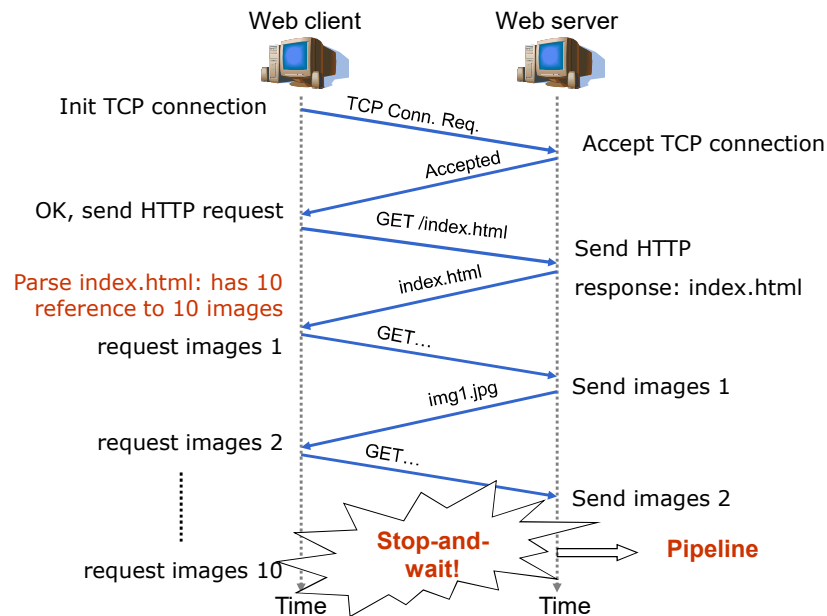 Web client
Web server
Init TCP connection
TCP Conn. Req.
Accept TCP connection
Accepted
OK, send HTTP request
GET /index.html
Send HTTP
response: index.html
index.html
Parse index.html: has 10
reference to 10 images
request images 1
GET…
Send images 1
img1.jpg
request images 2
GET…
Send images 2
Stop-and-
wait!
Pipeline
request images 10
Time
Time